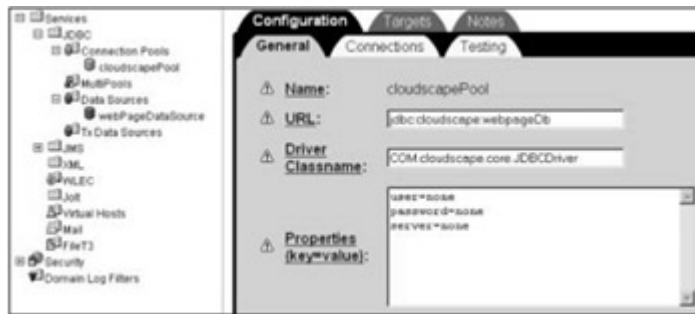 Services
JDBC
Connection Pools
cloudscapePool
MultiPools
Data Sources
webPageDataSource
Tx Data Sources
JMS
XML
WLEC
Jolt
Virtual Hosts
Mail
FileT3
Security
Domain Log Filters
Configuration Targets Notes
General Connections Testing
Name: cloudscapePool
URL: jdbc:cloudscape:webpageDb
Driver Classname: COM.cloudscape.core.JDBCDriver
Properties (key=value):
user=none
password=none
server=none